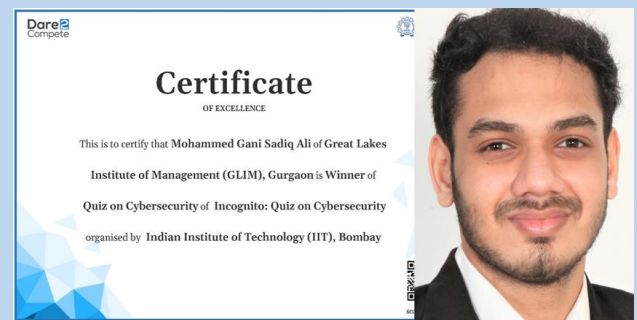 Dare2
Compete
Certificate
OF EXCELLENCE
This is to certify that Mohammed Gani Sadiq Ali of Great Lakes
Institute of Management (GLIM), Gurgaon is Winner of
Quiz on Cybersecurity of Incognito: Quiz on Cybersecurity
organised by Indian Institute of Technology (IIT), Bombay